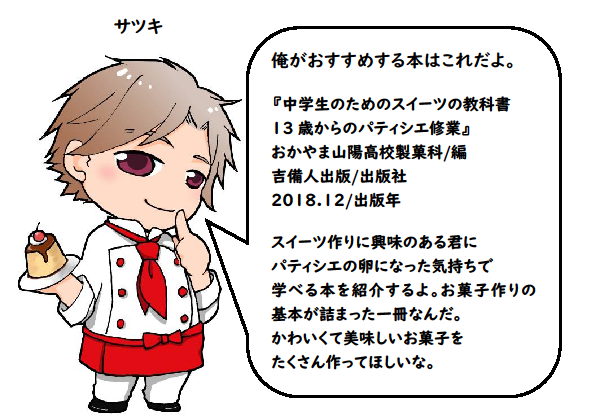 サツキ
俺がおすすめする本はこれだよ。
『中学生のためのスイーツの教科書
13歳からのパティシエ修業』
おかやま山陽高校製菓科/編
吉備人出版/出版社
2018.12/出版年
スイーツ作りに興味のある君に
パティシエの卵になった気持ちで
学べる本を紹介するよ。お菓子作りの
基本が詰まった一冊なんだ。
かわいくて美味しいお菓子を
たくさん作ってほしいな。